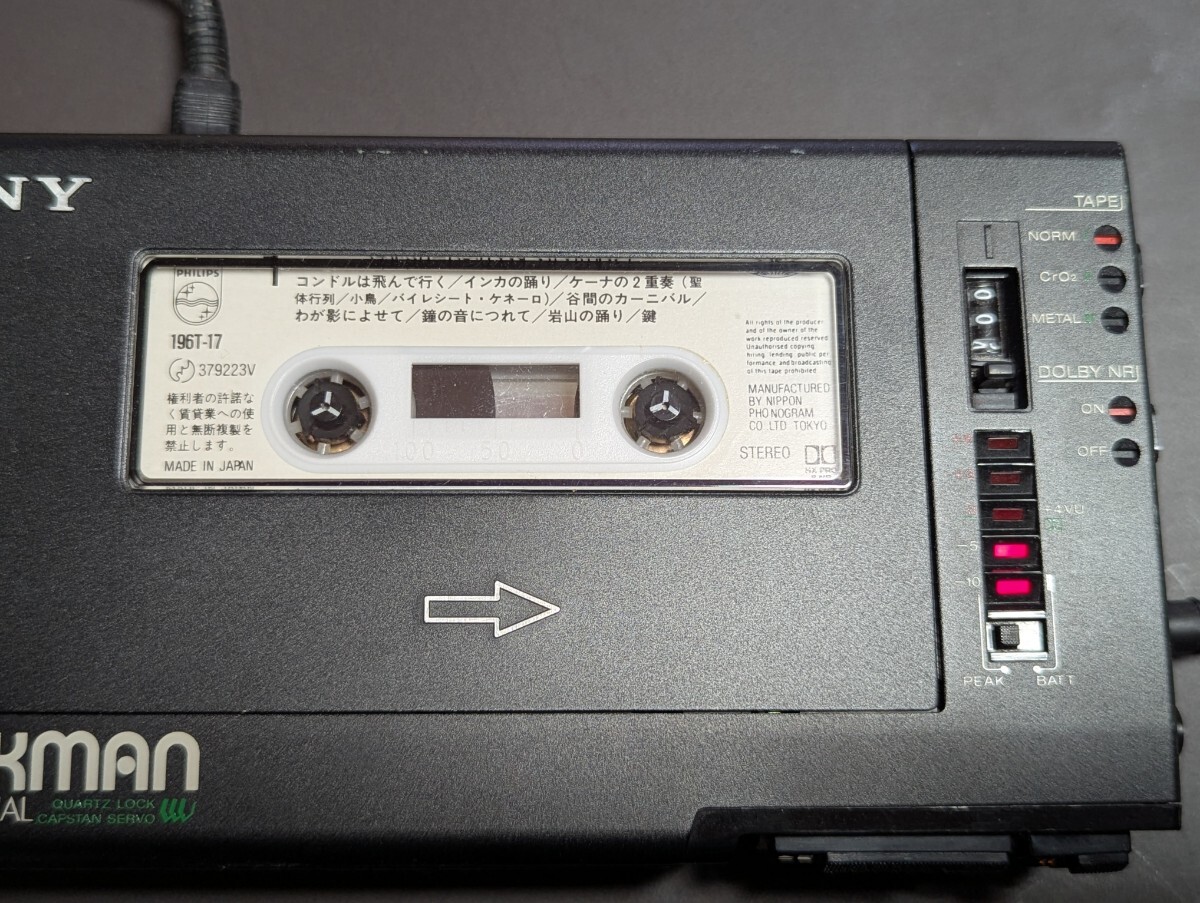 NY
TAPE
NORM
CrO2
METAL
DOLBY NR
ON
OFF
0
0
PHILIPS
1
コンドルは飛んで行く／インカの踊り／ケーナの2重奏（聖
体行列／小鳥／バイレシート・ケネーロ）／谷間のカーニバル／
わが影によせて／鐘の音につれて／岩山の踊り／鍵
196T-17
379223V
権利者の許諾な
く賃貸業への使
用と無断複製を
禁止します。
MADE IN JAPAN
100 50 0
All rights of the producer
and of the owner of the
work reproduced reserved
Unauthorised copying,
hiring, lending, public per
formance and broadcasting
of this tape prohibited.
MANUFACTURED
BY NIPPON
PHONOGRAM
CO LTD TOKYO
STEREO
+4VU
-5
-10
PEAK
BATT
KMAN
AL
QUARTZ LOCK
CAPSTAN SERVO